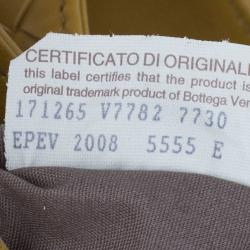 CERTIFICATO DI ORIGINAL
this label certifies that the product is
original trademark product of Bottega Ven
171265 V7782 7730
EPEV 2008 5555 E